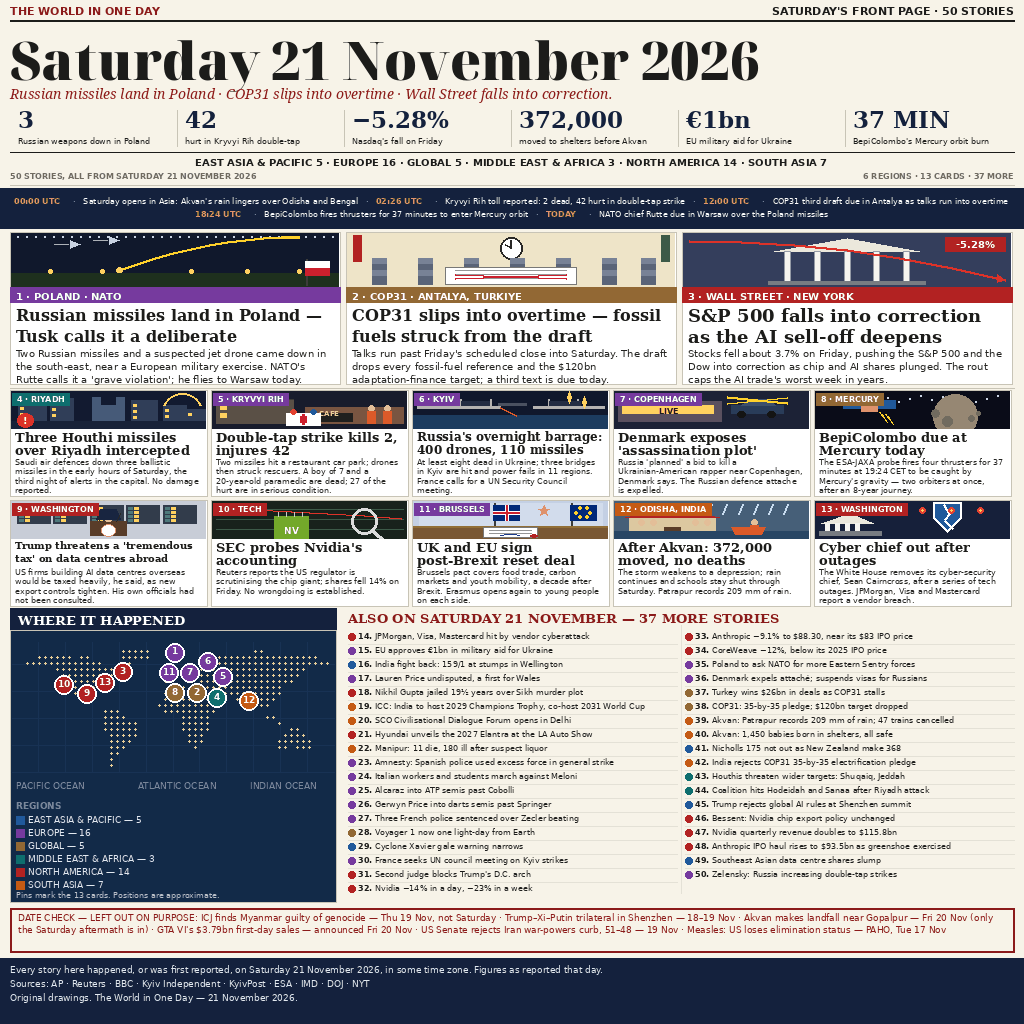 THE WORLD IN ONE DAY
SATURDAY'S FRONT PAGE · 50 STORIES
Saturday 21 November 2026
Russian missiles land in Poland · COP31 slips into overtime · Wall Street falls into correction.
3
Russian weapons down in Poland
42
hurt in Kryvyi Rih double-tap
−5.28%
Nasdaq's fall on Friday
372,000
moved to shelters before Akvan
€1bn
EU military aid for Ukraine
37 MIN
BepiColombo's Mercury orbit burn
EAST ASIA & PACIFIC 5 · EUROPE 16 · GLOBAL 5 · MIDDLE EAST & AFRICA 3 · NORTH AMERICA 14 · SOUTH ASIA 7
50 STORIES, ALL FROM SATURDAY 21 NOVEMBER 2026
6 REGIONS · 13 CARDS · 37 MORE
00:00 UTC · Saturday opens in Asia: Akvan's rain lingers over Odisha and Bengal · 02:26 UTC · Kryvyi Rih toll reported: 2 dead, 42 hurt in double-tap strike · 12:00 UTC · COP31 third draft due in Antalya as talks run into overtime
18:24 UTC · BepiColombo fires thrusters for 37 minutes to enter Mercury orbit · TODAY · NATO chief Rutte due in Warsaw over the Poland missiles
1 · POLAND · NATO
Russian missiles land in Poland —
Tusk calls it a deliberate
Two Russian missiles and a suspected jet drone came down in
the south-east, near a European military exercise. NATO's
Rutte calls it a 'grave violation'; he flies to Warsaw today.
2 · COP31 · ANTALYA, TURKIYE
COP31 slips into overtime — fossil
fuels struck from the draft
Talks run past Friday's scheduled close into Saturday. The draft
drops every fossil-fuel reference and the $120bn
adaptation-finance target; a third text is due today.
-5.28%
3 · WALL STREET · NEW YORK
S&P 500 falls into correction
as the AI sell-off deepens
Stocks fell about 3.7% on Friday, pushing the S&P 500 and the
Dow into correction as chip and AI shares plunged. The rout
caps the AI trade's worst week in years.
4 · RIYADH
!
Three Houthi missiles
over Riyadh intercepted
Saudi air defences down three ballistic
missiles in the early hours of Saturday, the
third night of alerts in the capital. No damage
reported.
5 · KRYVYI RIH
CAFE
Double-tap strike kills 2,
injures 42
Two missiles hit a restaurant car park; drones
then struck rescuers. A boy of 7 and a
20-year-old paramedic are dead; 27 of the
hurt are in serious condition.
6 · KYIV
Russia's overnight barrage:
400 drones, 110 missiles
At least eight dead in Ukraine; three bridges
in Kyiv are hit and power fails in 11 regions.
France calls for a UN Security Council
meeting.
7 · COPENHAGEN
LIVE
Denmark exposes
'assassination plot'
Russia 'planned' a bid to kill a
Ukrainian-American rapper near Copenhagen,
Denmark says. The Russian defence attache
is expelled.
8 · MERCURY
BepiColombo due at
Mercury today
The ESA-JAXA probe fires four thrusters for 37
minutes at 19:24 CET to be caught by
Mercury's gravity — two orbiters at once,
after an 8-year journey.
9 · WASHINGTON
Trump threatens a 'tremendous
tax' on data centres abroad
US firms building AI data centres overseas
would be taxed heavily, he said, as new
export controls tighten. His own officials had
not been consulted.
10 · TECH
NV
SEC probes Nvidia's
accounting
Reuters reports the US regulator is
scrutinising the chip giant; shares fell 14% on
Friday. No wrongdoing is established.
11 · BRUSSELS
UK and EU sign
post-Brexit reset deal
Brussels pact covers food trade, carbon
markets and youth mobility, a decade after
Brexit. Erasmus opens again to young people
on each side.
12 · ODISHA, INDIA
After Akvan: 372,000
moved, no deaths
The storm weakens to a depression; rain
continues and schools stay shut through
Saturday. Patrapur records 209 mm of rain.
13 · WASHINGTON
Cyber chief out after
outages
The White House removes its cyber-security
chief, Sean Cairncross, after a series of tech
outages. JPMorgan, Visa and Mastercard
report a vendor breach.
WHERE IT HAPPENED
1
6
3
11
7
5
10
13
9
8
2
4
12
PACIFIC OCEAN
ATLANTIC OCEAN
INDIAN OCEAN
REGIONS
EAST ASIA & PACIFIC — 5
EUROPE — 16
GLOBAL — 5
MIDDLE EAST & AFRICA — 3
NORTH AMERICA — 14
SOUTH ASIA — 7
Pins mark the 13 cards. Positions are approximate.
ALSO ON SATURDAY 21 NOVEMBER — 37 MORE STORIES
14. JPMorgan, Visa, Mastercard hit by vendor cyberattack
15. EU approves €1bn in military aid for Ukraine
16. India fight back: 159/1 at stumps in Wellington
17. Lauren Price undisputed, a first for Wales
18. Nikhil Gupta jailed 19½ years over Sikh murder plot
19. ICC: India to host 2029 Champions Trophy, co-host 2031 World Cup
20. SCO Civilisational Dialogue Forum opens in Delhi
21. Hyundai unveils the 2027 Elantra at the LA Auto Show
22. Manipur: 11 die, 180 ill after suspect liquor
23. Amnesty: Spanish police used excess force in general strike
24. Italian workers and students march against Meloni
25. Alcaraz into ATP semis past Cobolli
26. Gerwyn Price into darts semis past Springer
27. Three French police sentenced over Zecler beating
28. Voyager 1 now one light-day from Earth
29. Cyclone Xavier gale warning narrows
30. France seeks UN council meeting on Kyiv strikes
31. Second judge blocks Trump's D.C. arch
32. Nvidia −14% in a day, −23% in a week
33. Anthropic −9.1% to $88.30, near its $83 IPO price
34. CoreWeave −12%, below its 2025 IPO price
35. Poland to ask NATO for more Eastern Sentry forces
36. Denmark expels attaché; suspends visas for Russians
37. Turkey wins $26bn in deals as COP31 stalls
38. COP31: 35-by-35 pledge; $120bn target dropped
39. Akvan: Patrapur records 209 mm; 47 trains cancelled
40. Akvan: 1,450 babies born in shelters, all safe
41. Nicholls 175 not out as New Zealand make 368
42. India rejects COP31 35-by-35 electrification pledge
43. Houthis threaten wider targets: Shuqaiq, Jeddah
44. Coalition hits Hodeidah and Sanaa after Riyadh attack
45. Trump rejects global AI rules at Shenzhen summit
46. Bessent: Nvidia chip export policy unchanged
47. Nvidia quarterly revenue doubles to $115.8bn
48. Anthropic IPO haul rises to $93.5bn as greenshoe exercised
49. Southeast Asian data centre shares slump
50. Zelensky: Russia increasing double-tap strikes
DATE CHECK — LEFT OUT ON PURPOSE: ICJ finds Myanmar guilty of genocide — Thu 19 Nov, not Saturday · Trump–Xi–Putin trilateral in Shenzhen — 18–19 Nov · Akvan makes landfall near Gopalpur — Fri 20 Nov (only
the Saturday aftermath is in) · GTA VI's $3.79bn first-day sales — announced Fri 20 Nov · US Senate rejects Iran war-powers curb, 51–48 — 19 Nov · Measles: US loses elimination status — PAHO, Tue 17 Nov
Every story here happened, or was first reported, on Saturday 21 November 2026, in some time zone. Figures as reported that day.
Sources: AP · Reuters · BBC · Kyiv Independent · KyivPost · ESA · IMD · DOJ · NYT
Original drawings. The World in One Day — 21 November 2026.